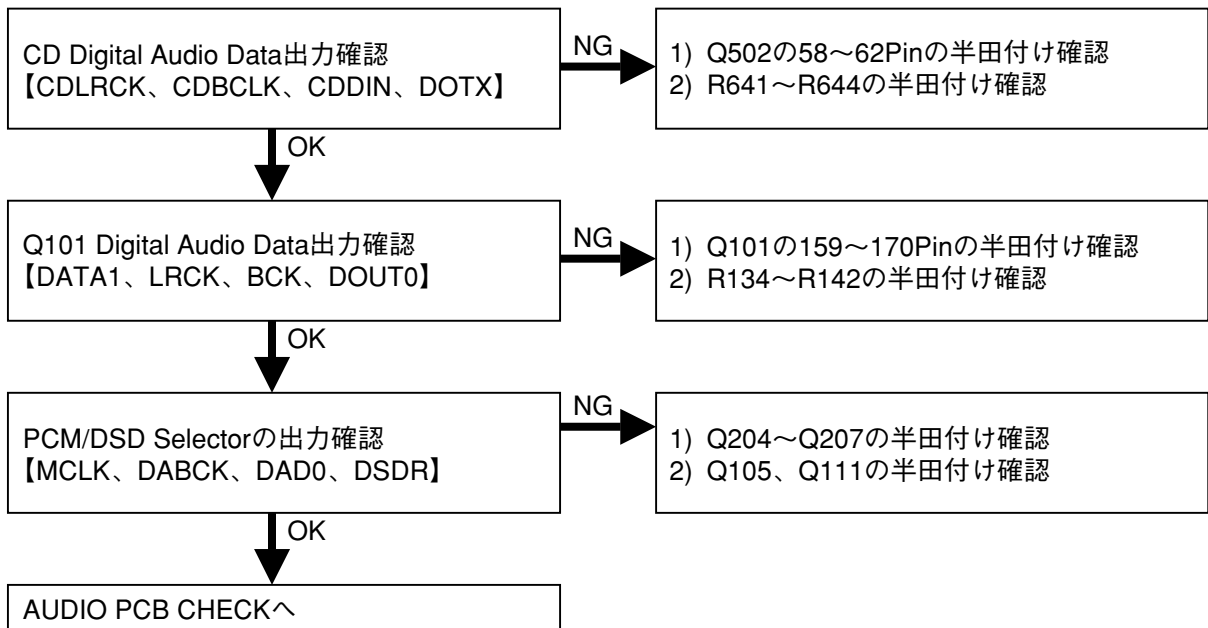 CD Digital Audio Data出力確認
【CDLRCK、CDBCLK、CDDIN、DOTX】
NG
1) Q502の58～62Pinの半田付け確認
2) R641～R644の半田付け確認
OK
Q101 Digital Audio Data出力確認
【DATA1、LRCK、BCK、DOUT0】
NG
1) Q101の159～170Pinの半田付け確認
2) R134～R142の半田付け確認
OK
PCM/DSD Selectorの出力確認
【MCLK、DABCK、DAD0、DSDR】
NG
1) Q204～Q207の半田付け確認
2) Q105、Q111の半田付け確認
OK
AUDIO PCB CHECKへ